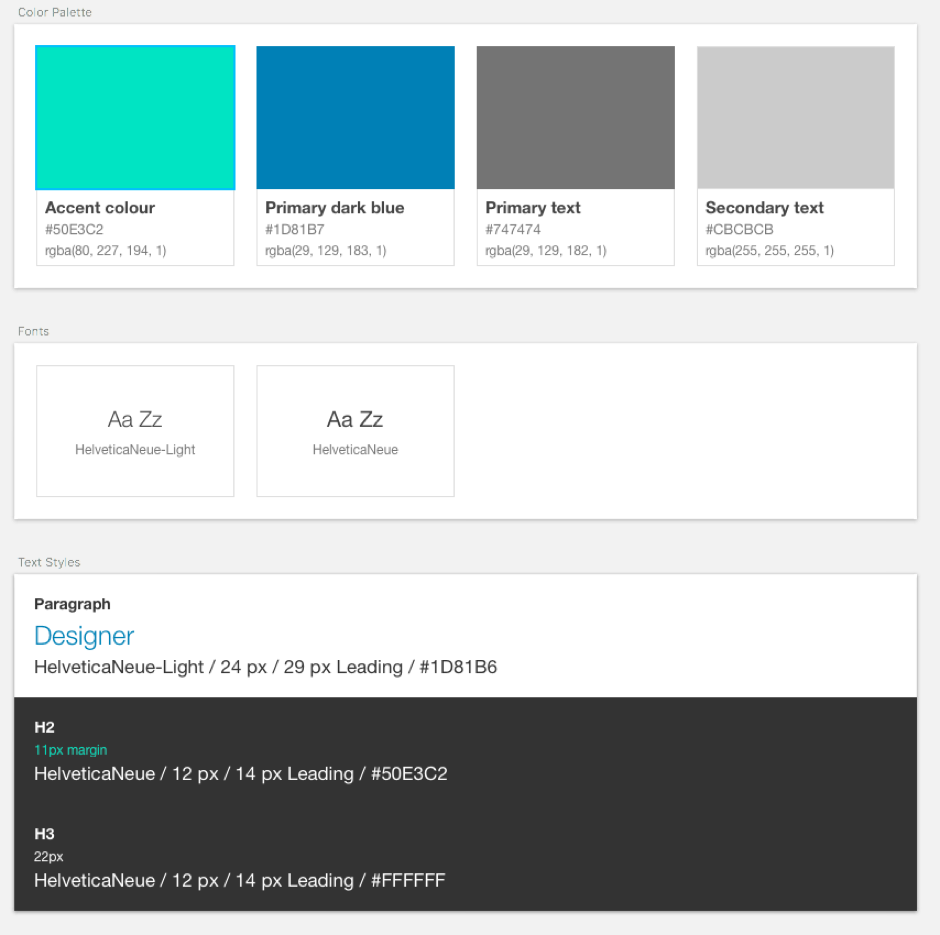 Color Palette
Accent colour
#50E3C2
rgba(80, 227, 194, 1)
Primary dark blue
#1D81B7
rgba(29, 129, 183, 1)
Primary text
#747474
rgba(29, 129, 182, 1)
Secondary text
#CBCBCB
rgba(255, 255, 255, 1)
Fonts
Aa Zz
HelveticaNeue-Light
Aa Zz
HelveticaNeue
Text Styles
Paragraph
Designer
HelveticaNeue-Light / 24 px / 29 px Leading / #1D81B6
H2
11px margin
HelveticaNeue / 12 px / 14 px Leading / #50E3C2
H3
22px
HelveticaNeue / 12 px / 14 px Leading / #FFFFFF